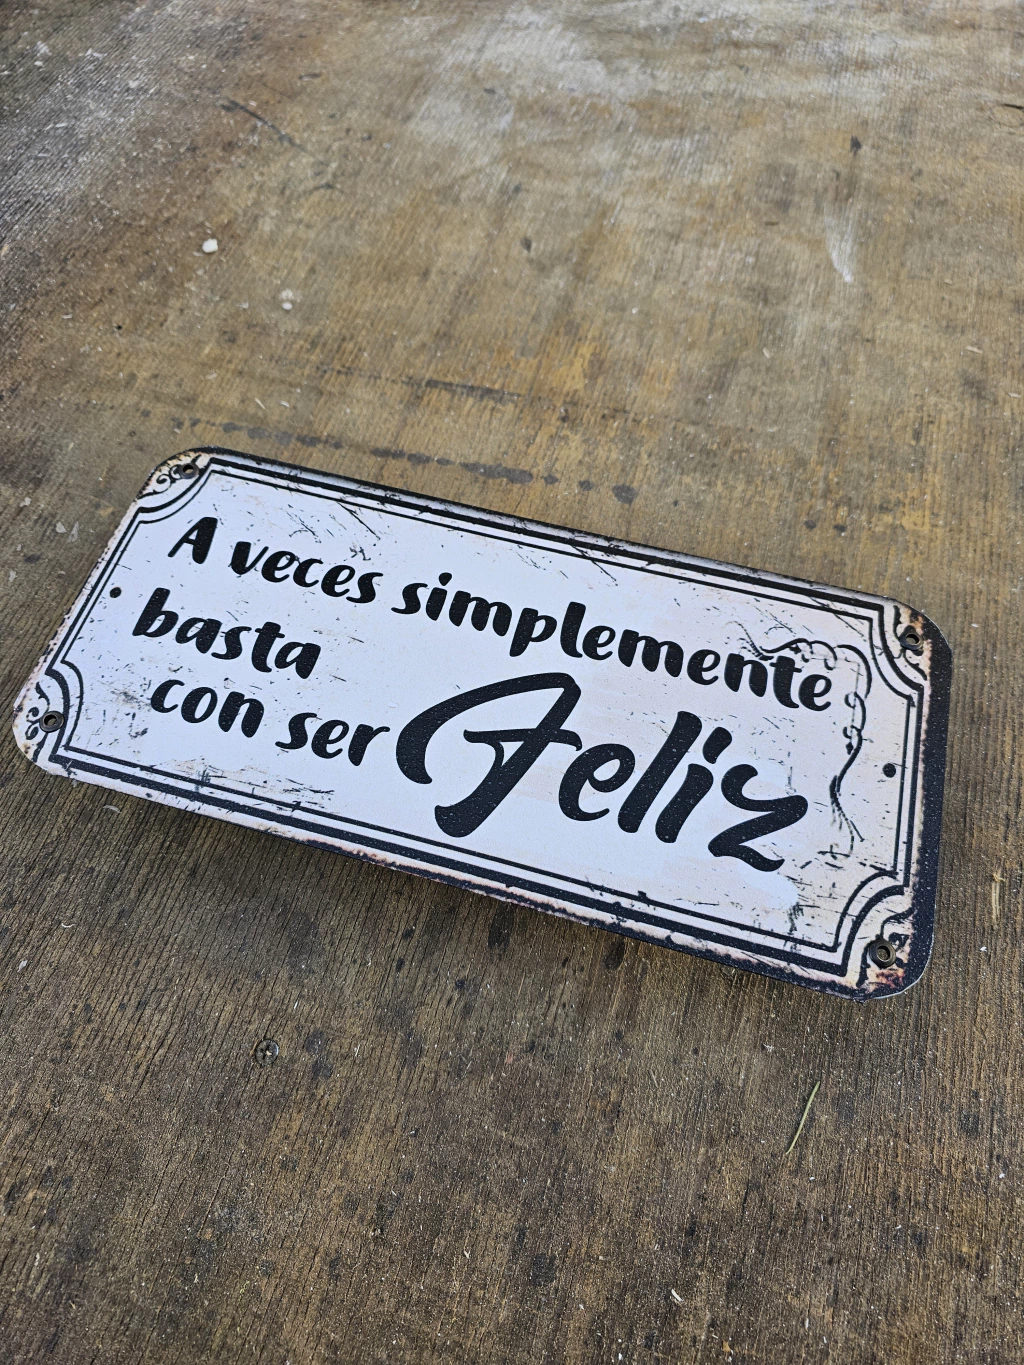 A veces simplemente
basta
con ser Feliz